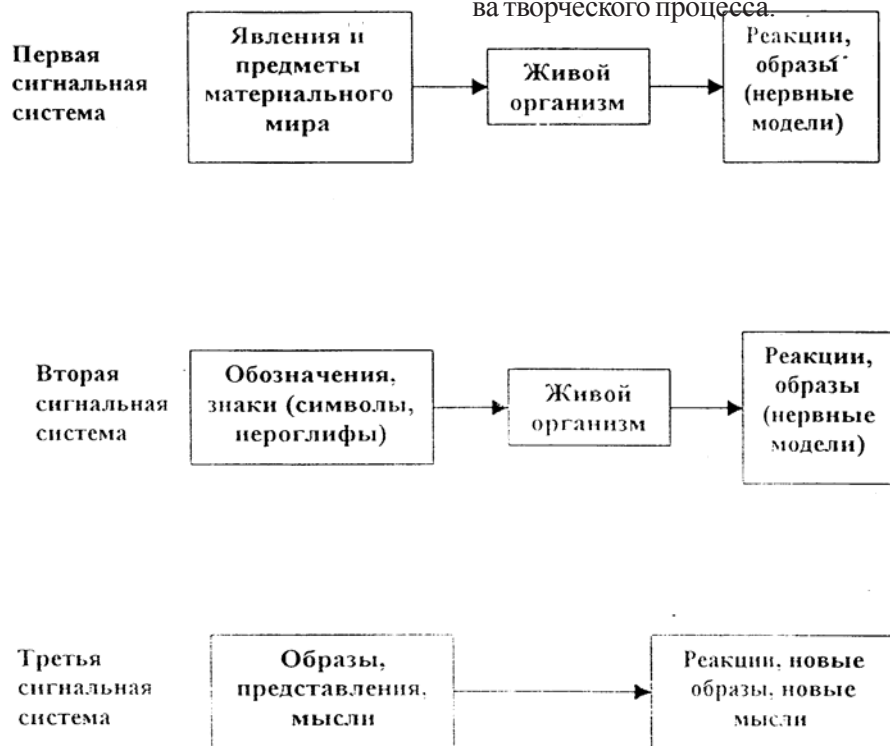 ва творческого процесса.
Первая
сигнальная
система
Явления и
предметы
материального
мира
Живой
организм
Реакции,
образы
(нервные
модели)
Вторая
сигнальная
система
Обозначения,
знаки (символы,
иероглифы)
Живой
организм
Реакции,
образы
(нервные
модели)
Третья
сигнальная
система
Образы,
представления,
мысли
Реакции, новые
образы, новые
мысли